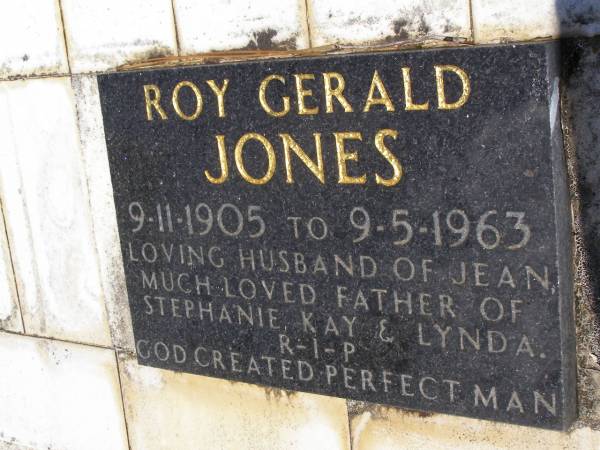 ROY GERALD
JONES
9-11-1905 TO 9-5-1963
LOVING HUSBAND OF JEAN
MUCH LOVED FATHER OF
STEPHANIE, KAY & LYNDA.
R-I-P
GOD CREATED PERFECT MAN